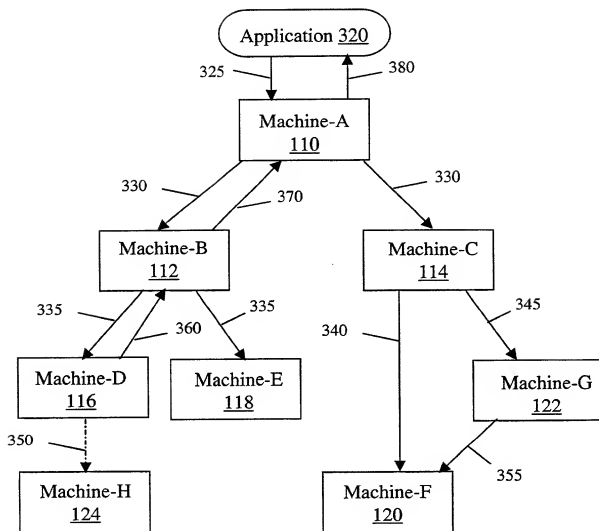 Application 320
325
380
Machine-A
110
330
370
330
Machine-B
112
Machine-C
114
335
360
335
340
345
Machine-D
116
Machine-E
118
Machine-G
122
350
355
Machine-H
124
Machine-F
120